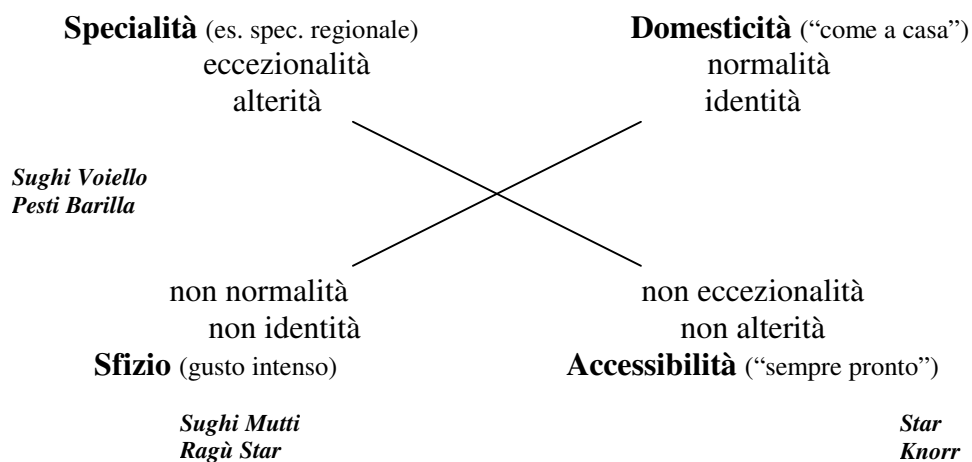 Specialità (es. spec. regionale)
eccezionalità
alterità
Domesticità (“come a casa”)
normalità
identità
Sughi Voiello
Pesti Barilla
non normalità
non identità
Sfizio (gusto intenso)
non eccezionalità
non alterità
Accessibilità (“sempre pronto”)
Sughi Mutti
Ragù Star
Star
Knorr